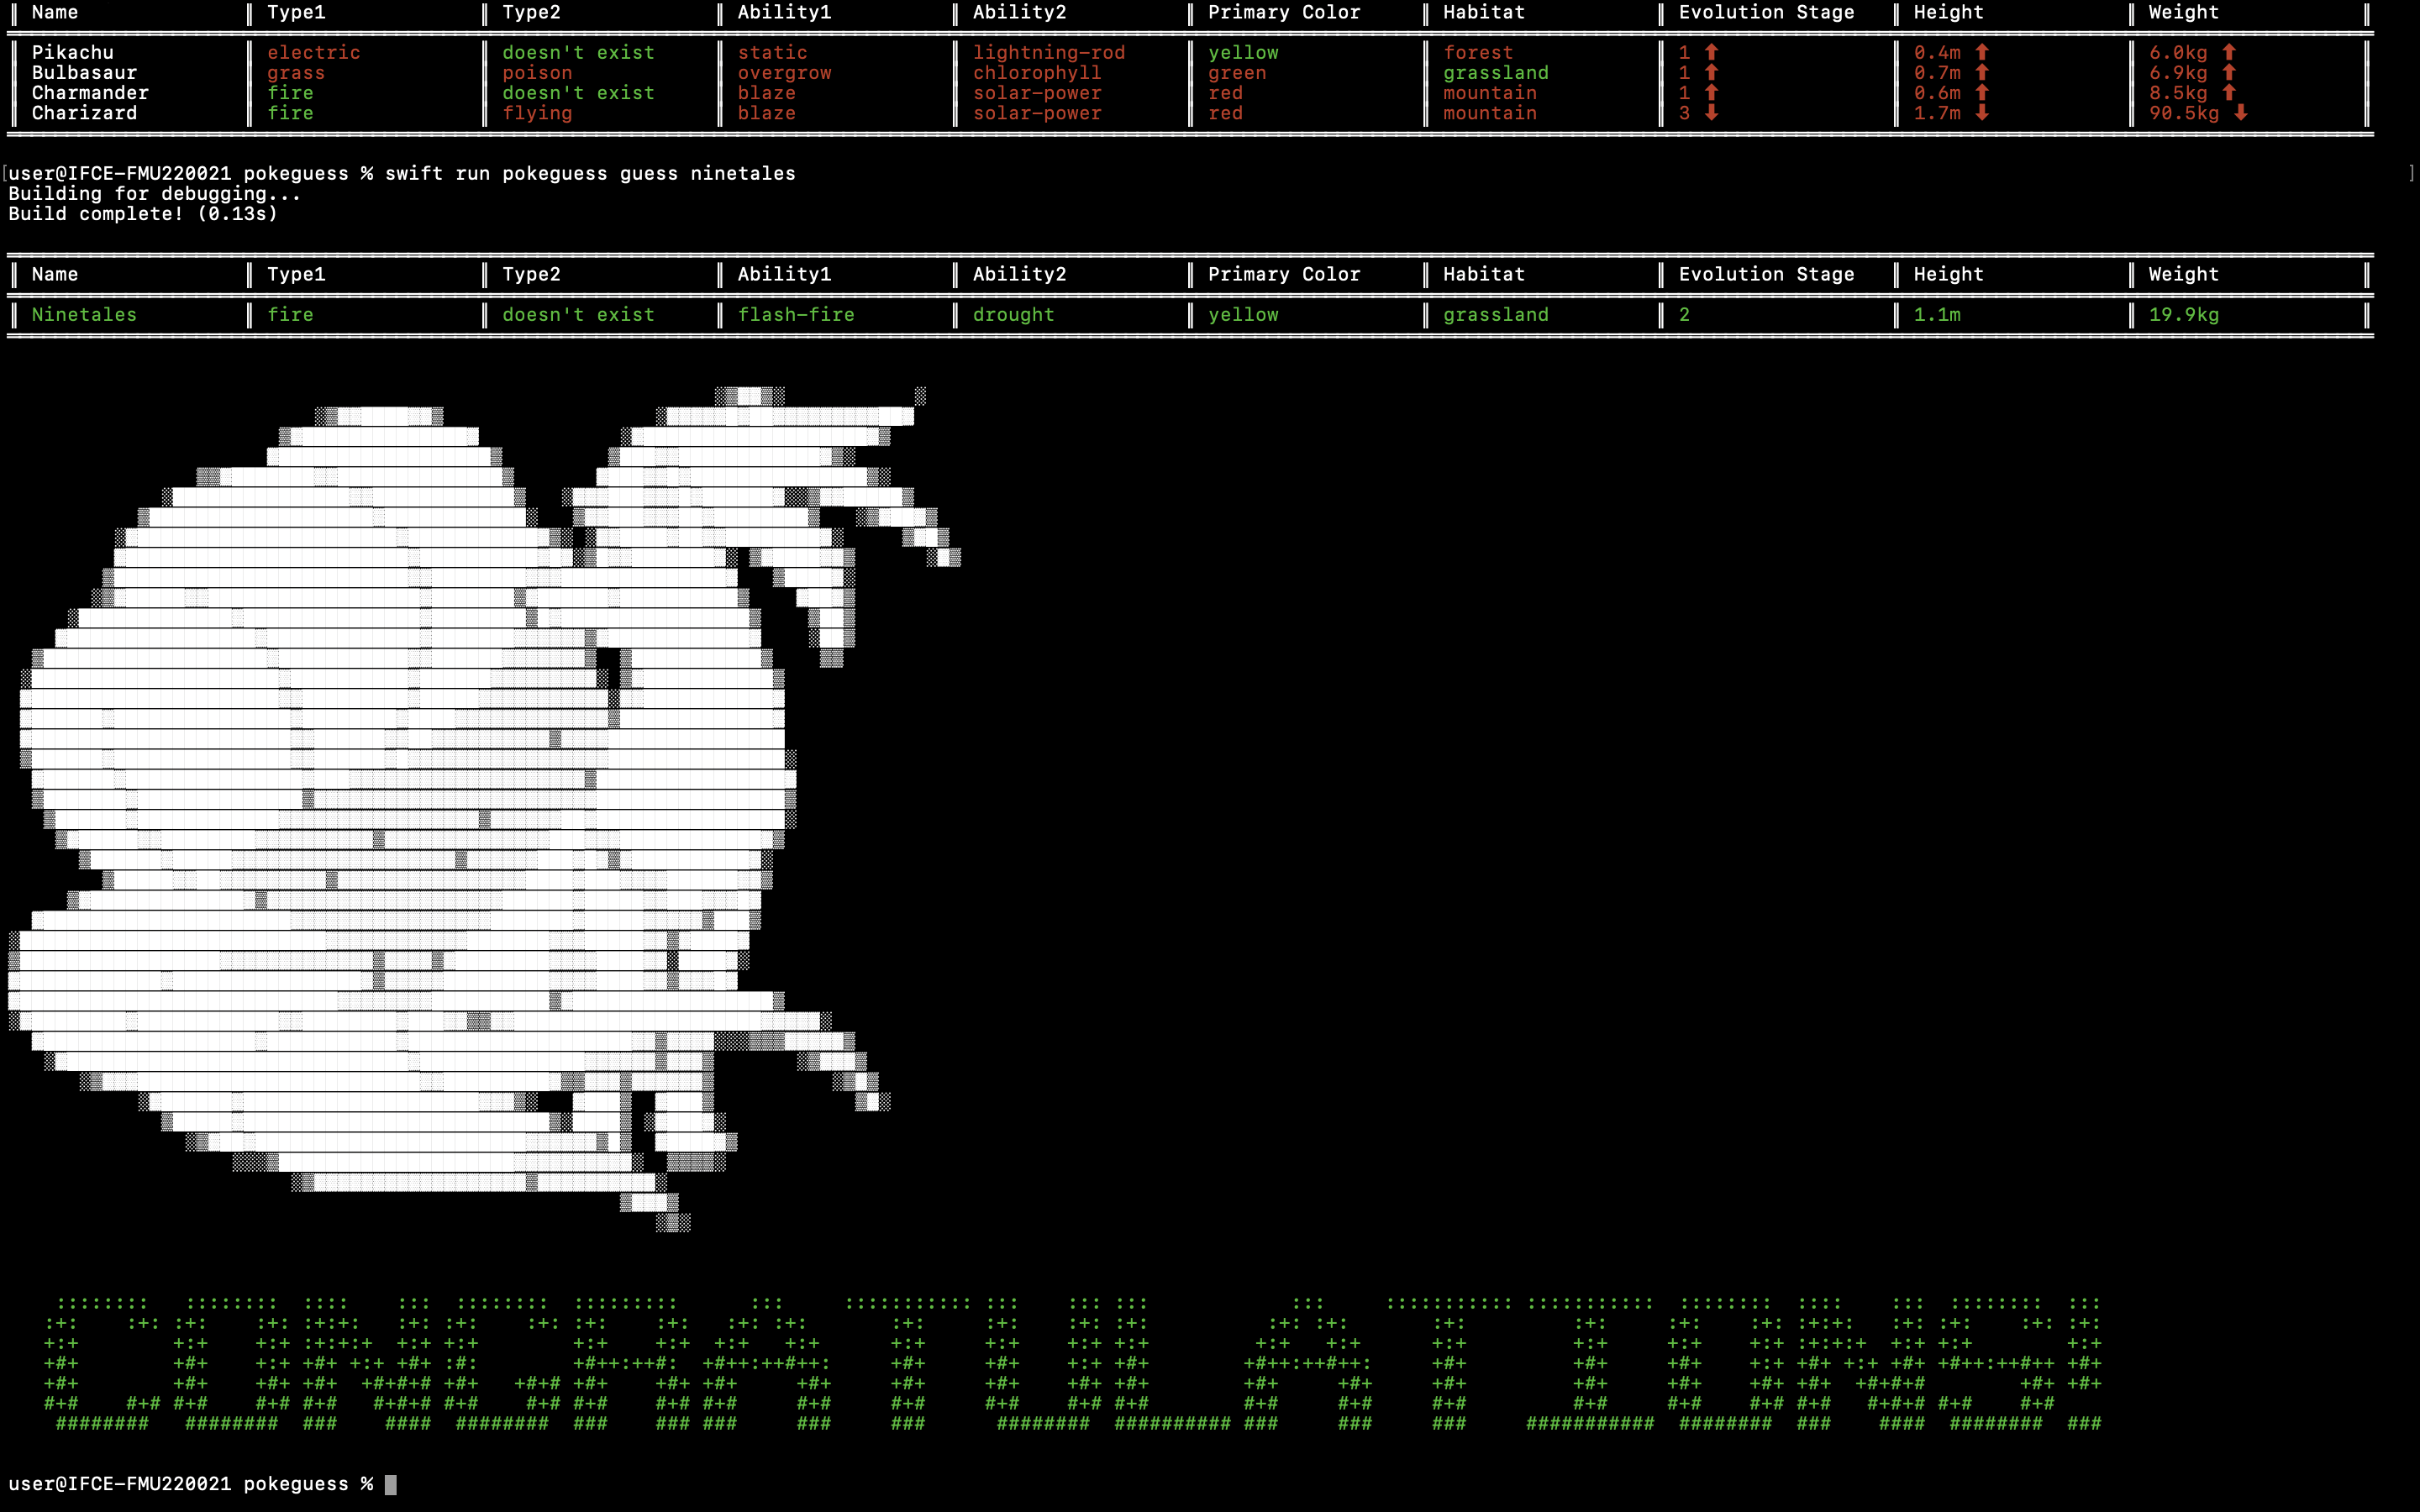 ║ Name ║ Type1 ║ Type2 ║ Ability1 ║ Ability2 ║ Primary Color ║ Habitat ║ Evolution Stage ║ Height ║ Weight ║
║ Pikachu ║ electric ║ doesn't exist ║ static ║ lightning-rod ║ yellow ║ forest ║ 1 ⬆ ║ 0.4m ⬆ ║ 6.0kg ⬆ ║
║ Bulbasaur ║ grass ║ poison ║ overgrow ║ chlorophyll ║ green ║ grassland ║ 1 ⬆ ║ 0.7m ⬆ ║ 6.9kg ⬆ ║
║ Charmander ║ fire ║ doesn't exist ║ blaze ║ solar-power ║ red ║ mountain ║ 1 ⬆ ║ 0.6m ⬆ ║ 8.5kg ⬆ ║
║ Charizard ║ fire ║ flying ║ blaze ║ solar-power ║ red ║ mountain ║ 3 ⬇ ║ 1.7m ⬇ ║ 90.5kg ⬇ ║
[user@IFCE-FMU220021 pokeguess % swift run pokeguess guess ninetales ]
Building for debugging...
Build complete! (0.13s)
║ Name ║ Type1 ║ Type2 ║ Ability1 ║ Ability2 ║ Primary Color ║ Habitat ║ Evolution Stage ║ Height ║ Weight ║
║ Ninetales ║ fire ║ doesn't exist ║ flash-fire ║ drought ║ yellow ║ grassland ║ 2 ║ 1.1m ║ 19.9kg ║
CONGRATULATIONS!
user@IFCE-FMU220021 pokeguess %